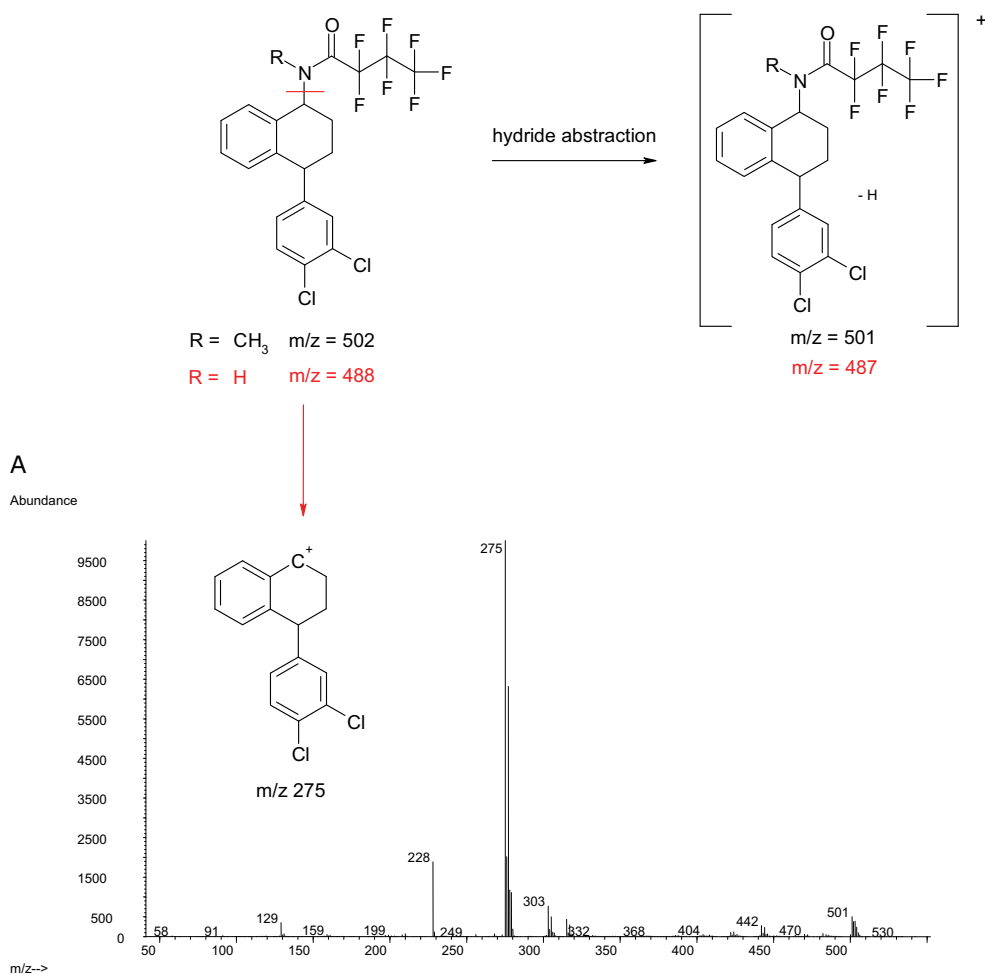 R N O F F F F F F F
hydride abstraction
R N O F F F F F F F
+
- H
Cl
Cl
Cl
Cl
R = CH3 m/z = 502
R = H m/z = 488
m/z = 501
m/z = 487
A
Abundance
C+
Cl
Cl
m/z 275
9500
8500
7500
6500
5500
4500
3500
2500
1500
500
0
275
228
303
129
58
91
159
199
249
332
368
404
442
470
501
530
50 100 150 200 250 300 350 400 450 500
m/z-->